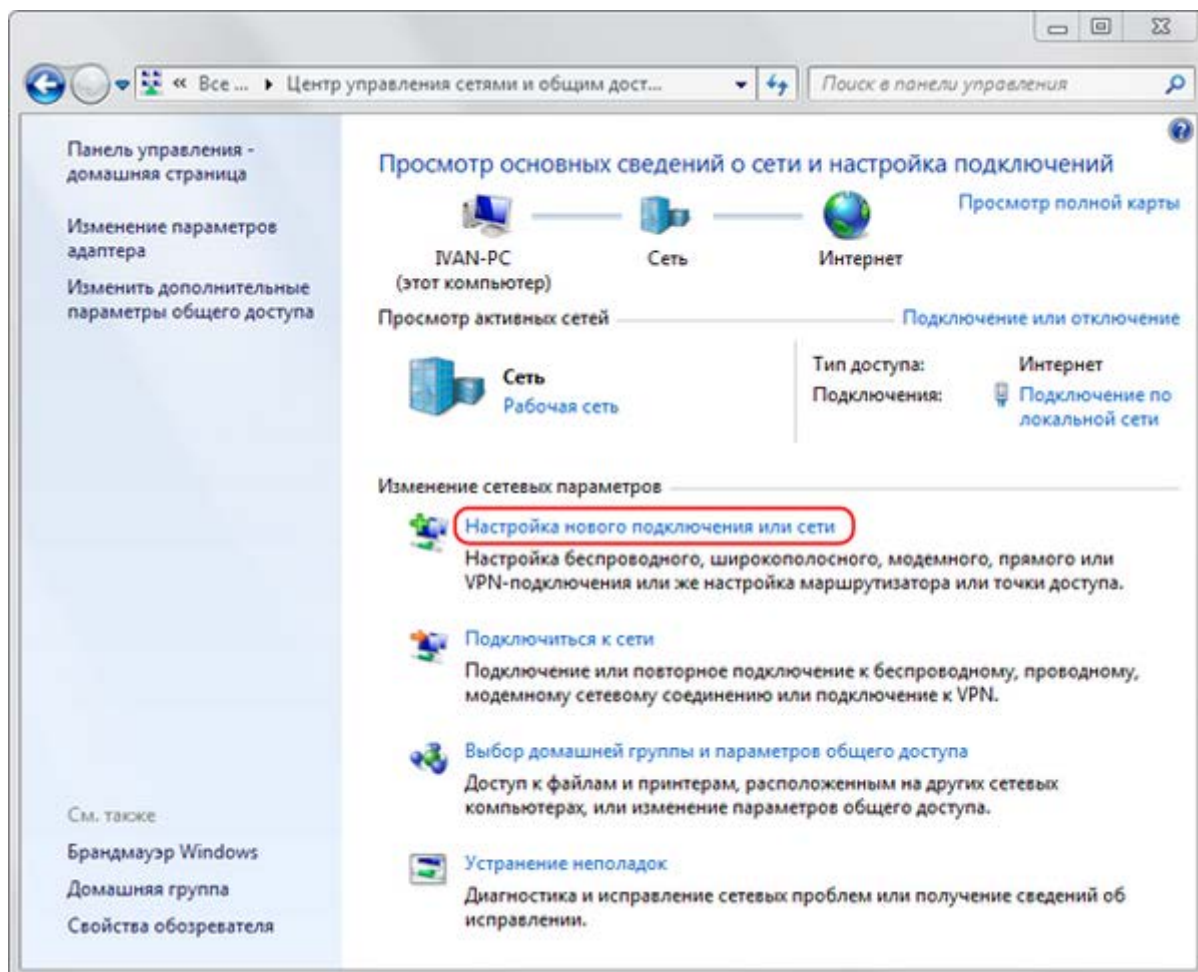 « Все ... ▸ Центр управления сетями и общим дост...
Поиск в панели управления
Панель управления -
домашняя страница
Изменение параметров
адаптера
Изменить дополнительные
параметры общего доступа
См. также
Брандмауэр Windows
Домашняя группа
Свойства обозревателя
Просмотр основных сведений о сети и настройка подключений
Просмотр полной карты
IVAN-PC
(этот компьютер)
Сеть
Интернет
Просмотр активных сетей
Подключение или отключение
Сеть
Рабочая сеть
Тип доступа: Интернет
Подключения: Подключение по
локальной сети
Изменение сетевых параметров
Настройка нового подключения или сети
Настройка беспроводного, широкополосного, модемного, прямого или
VPN-подключения или же настройка маршрутизатора или точки доступа.
Подключиться к сети
Подключение или повторное подключение к беспроводному, проводному,
модемному сетевому соединению или подключение к VPN.
Выбор домашней группы и параметров общего доступа
Доступ к файлам и принтерам, расположенным на других сетевых
компьютерах, или изменение параметров общего доступа.
Устранение неполадок
Диагностика и исправление сетевых проблем или получение сведений об
исправлении.